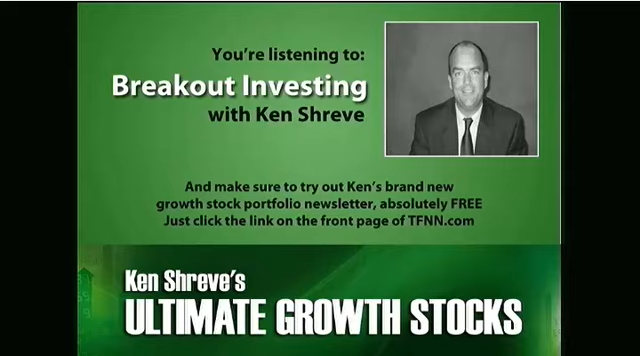 You're listening to:
Breakout Investing
with Ken Shreve
And make sure to try out Ken's brand new
growth stock portfolio newsletter, absolutely FREE
Just click the link on the front page of TFNN.com
Ken Shreve's
ULTIMATE GROWTH STOCKS